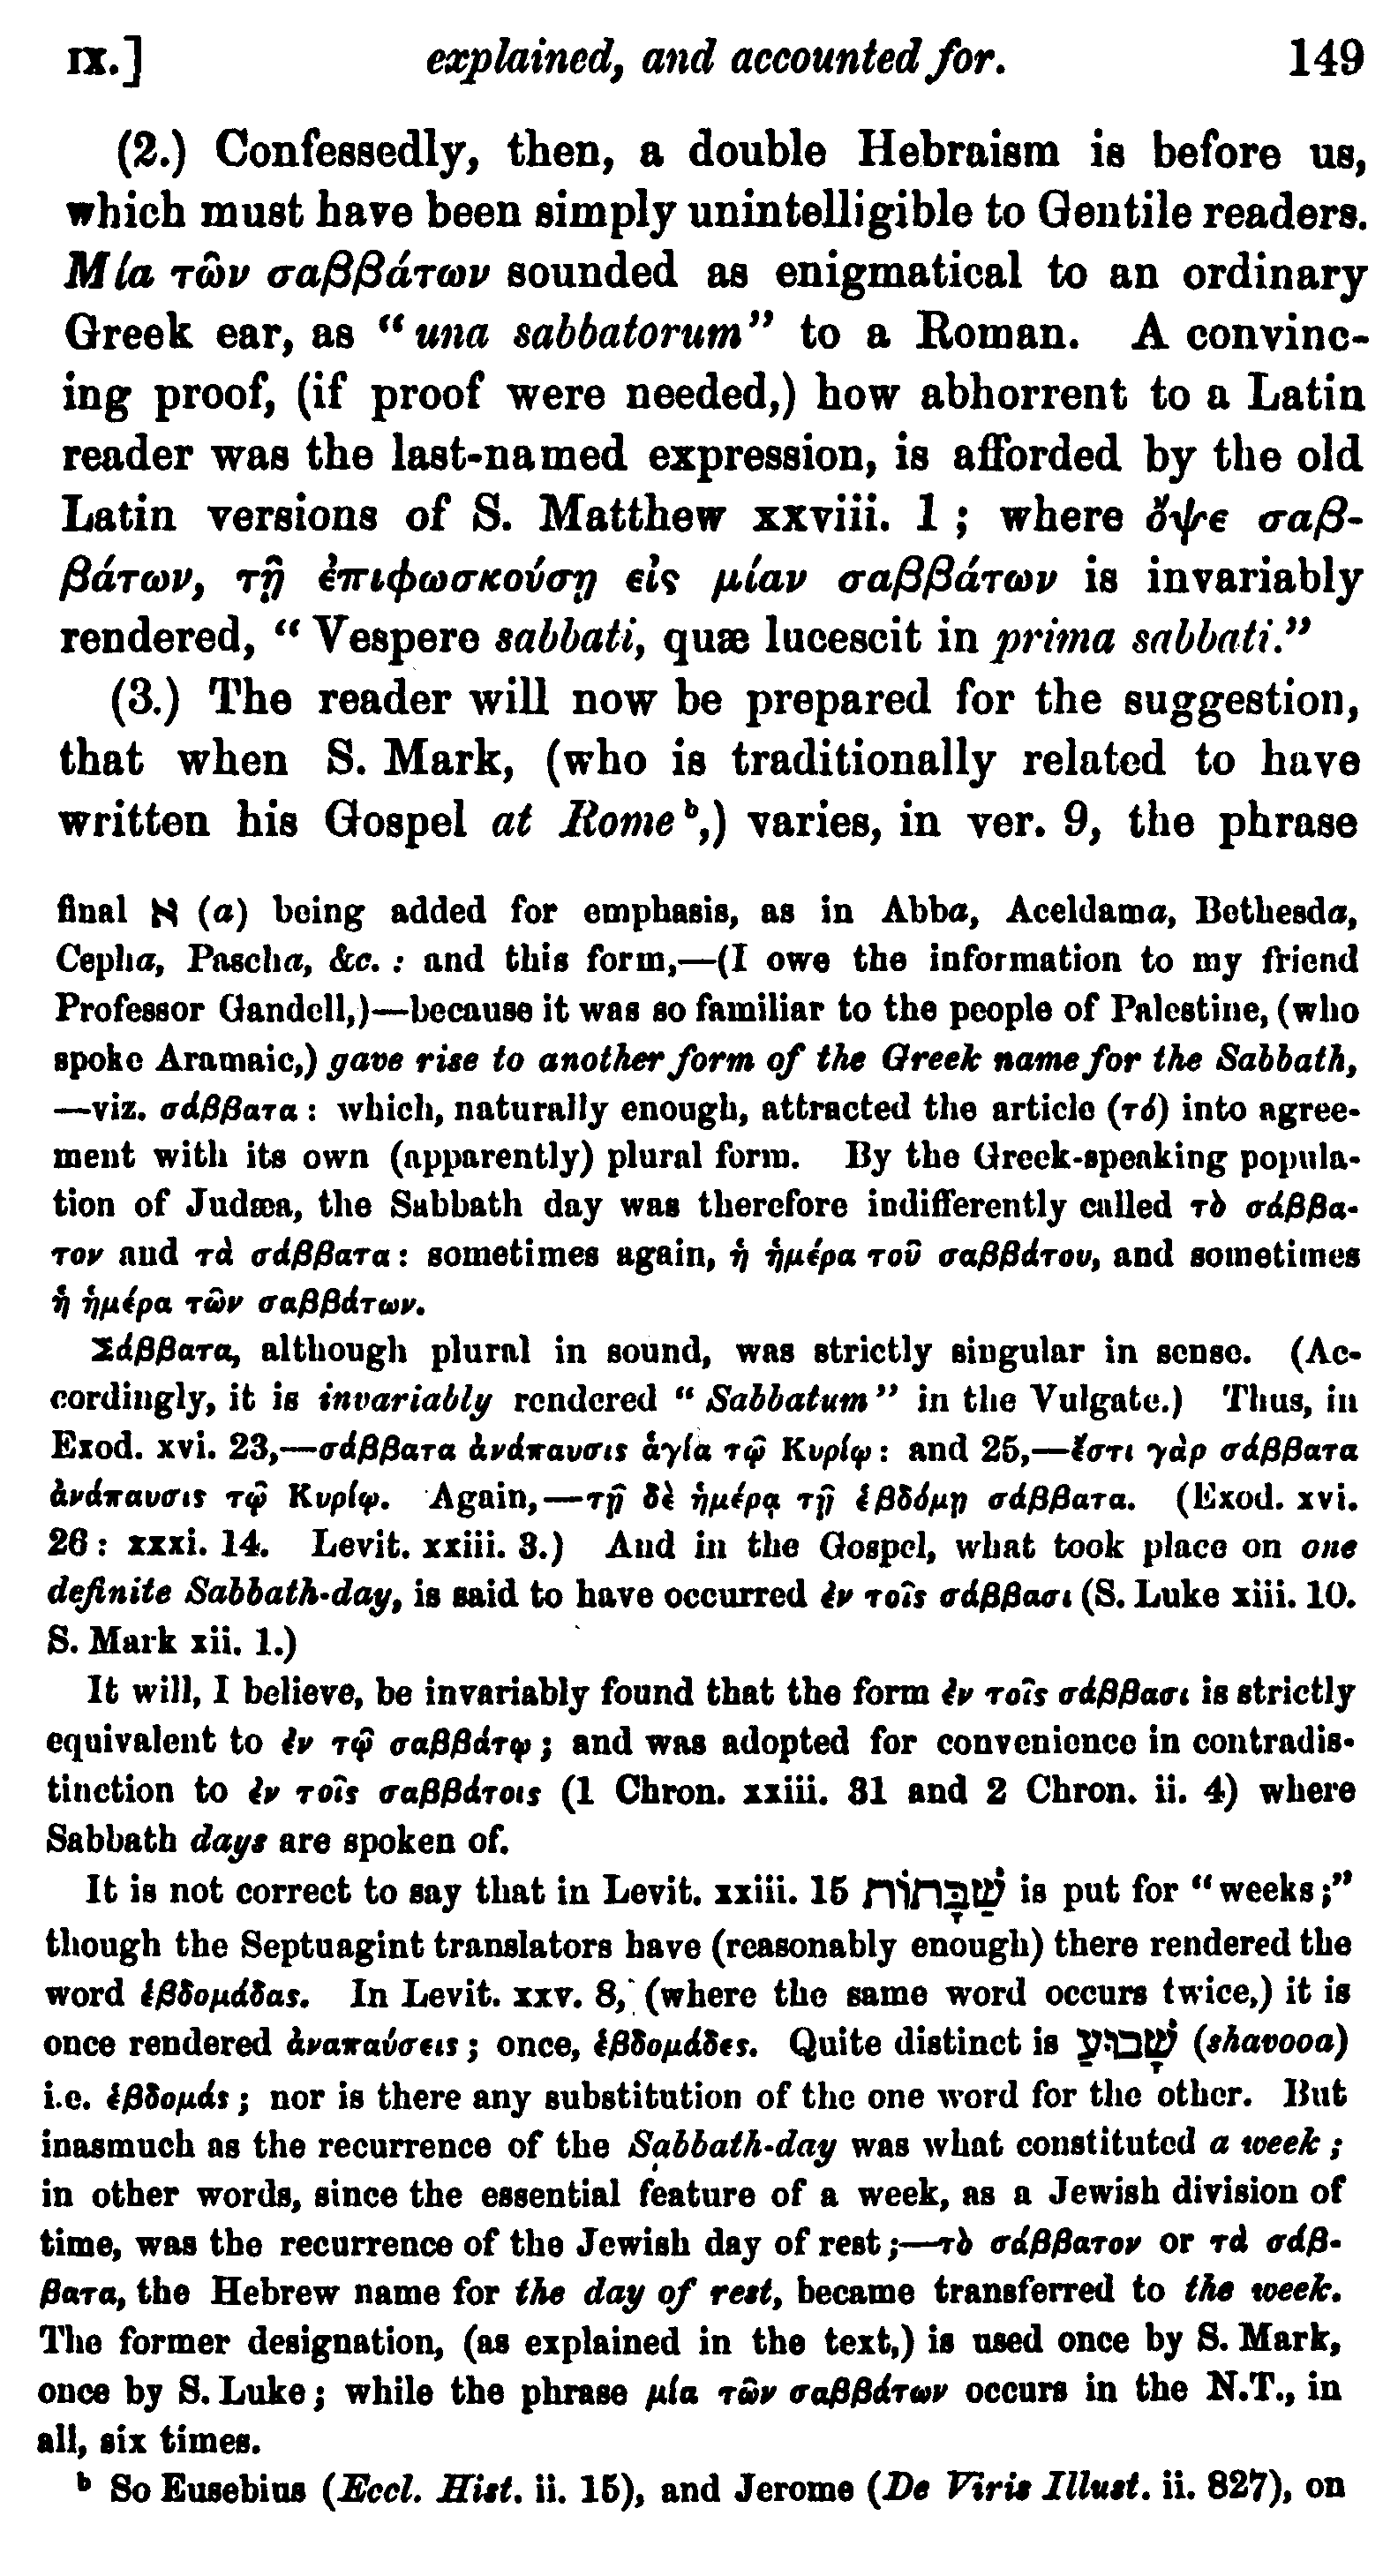 IX.] explained, and accounted for. 149
(2.) Confessedly, then, a double Hebraism is before us,
which must have been simply unintelligible to Gentile readers.
Μία τῶν σαββάτων sounded as enigmatical to an ordinary
Greek ear, as “una sabbatorum” to a Roman. A convinc-
ing proof, (if proof were needed,) how abhorrent to a Latin
reader was the last-named expression, is afforded by the old
Latin versions of S. Matthew xxviii. 1; where ὄψε σαβ-
βάτων, τῇ ἐπιφωσκούσῃ εἰς μίαν σαββάτων is invariably
rendered, “Vespere sabbati, quæ lucescit in prima sabbati.”
(3.) The reader will now be prepared for the suggestion,
that when S. Mark, (who is traditionally related to have
written his Gospel at Rome b,) varies, in ver. 9, the phrase
final א (a) being added for emphasis, as in Abba, Aceldama, Bethesda,
Cepha, Pascha, &c.: and this form,—(I owe the information to my friend
Professor Gandell,)—because it was so familiar to the people of Palestine, (who
spoke Aramaic,) gave rise to another form of the Greek name for the Sabbath,
—viz. σάββατα: which, naturally enough, attracted the article (τό) into agree-
ment with its own (apparently) plural form. By the Greek-speaking popula-
tion of Judæa, the Sabbath day was therefore indifferently called τὸ σάββα-
τον and τὰ σάββατα: sometimes again, ἡ ἡμέρα τοῦ σαββάτου, and sometimes
ἡ ἡμέρα τῶν σαββάτων.
Σάββατα, although plural in sound, was strictly singular in sense. (Ac-
cordingly, it is invariably rendered “Sabbatum” in the Vulgate.) Thus, in
Exod. xvi. 23,—σάββατα ἀνάπαυσις ἁγία τῷ Κυρίῳ: and 25,—ἔστι γὰρ σάββατα
ἀνάπαυσις τῷ Κυρίῳ. Again,—τῇ δὲ ἡμέρᾳ τῇ ἑβδόμῃ σάββατα. (Exod. xvi.
26: xxxi. 14. Levit. xxiii. 3.) And in the Gospel, what took place on one
definite Sabbath-day, is said to have occurred ἐν τοῖς σάββασι (S. Luke xiii. 10.
S. Mark xii. 1.)
It will, I believe, be invariably found that the form ἐν τοῖς σάββασι is strictly
equivalent to ἐν τῷ σαββάτῳ; and was adopted for convenience in contradis-
tinction to ἐν τοῖς σαββάτοις (1 Chron. xxiii. 31 and 2 Chron. ii. 4) where
Sabbath days are spoken of.
It is not correct to say that in Levit. xxiii. 15 שַׁבָּתוֹת is put for “weeks;”
though the Septuagint translators have (reasonably enough) there rendered the
word ἑβδομάδας. In Levit. xxv. 8, (where the same word occurs twice,) it is
once rendered ἀναπαύσεις; once, ἑβδομάδες. Quite distinct is שָׁבוּעַ (shavooa)
i.e. ἑβδομάς; nor is there any substitution of the one word for the other. But
inasmuch as the recurrence of the Sabbath-day was what constituted a week;
in other words, since the essential feature of a week, as a Jewish division of
time, was the recurrence of the Jewish day of rest;—τὸ σάββατον or τὰ σάβ-
βατα, the Hebrew name for the day of rest, became transferred to the week.
The former designation, (as explained in the text,) is used once by S. Mark,
once by S. Luke; while the phrase μία τῶν σαββάτων occurs in the N.T., in
all, six times.
b So Eusebius (Eccl. Hist. ii. 15), and Jerome (De Viris Illust. ii. 827), on